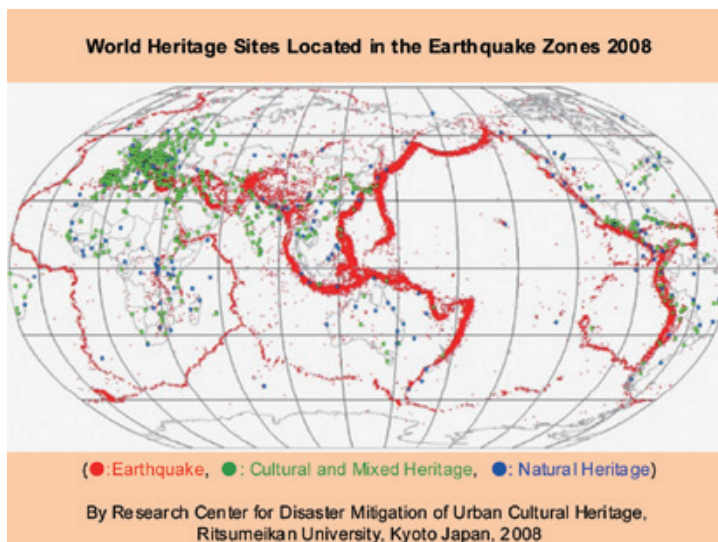 World Heritage Sites Located in the Earthquake Zones 2008
(●:Earthquake, ●: Cultural and Mixed Heritage, ●: Natural Heritage)
By Research Center for Disaster Mitigation of Urban Cultural Heritage,
Ritsumeikan University, Kyoto Japan, 2008